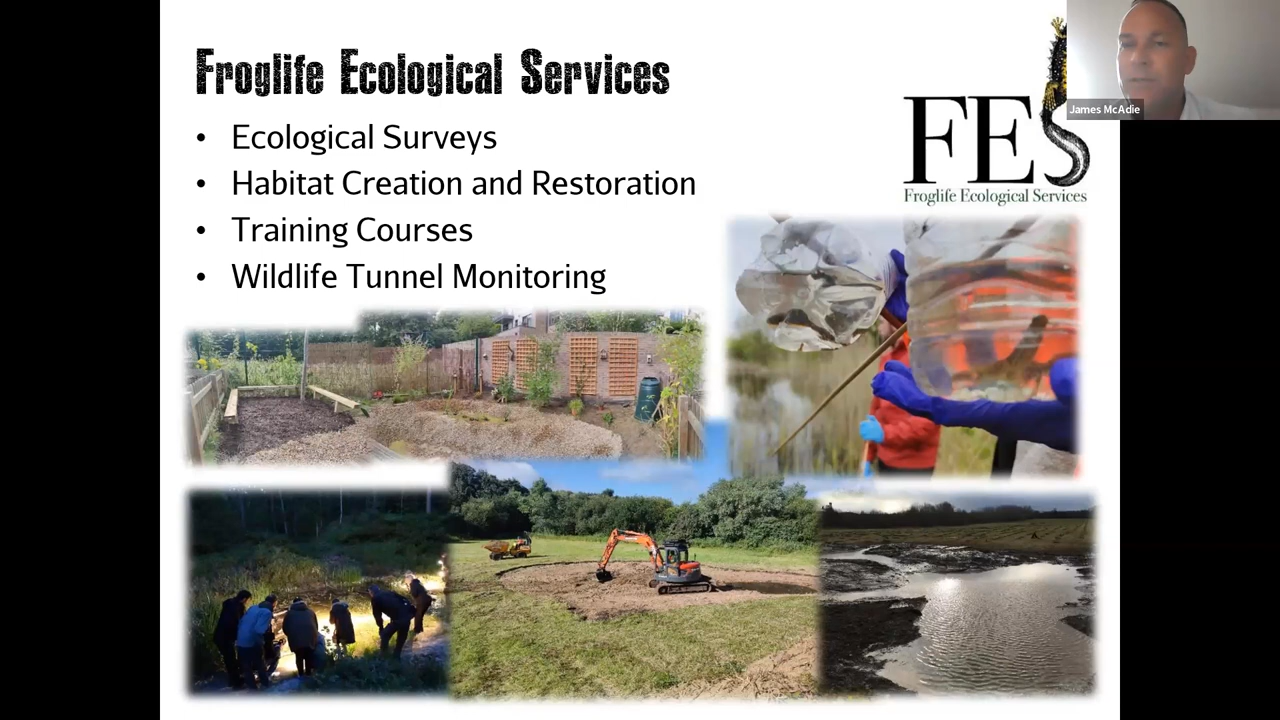 Froglife Ecological Services
• Ecological Surveys
• Habitat Creation and Restoration
• Training Courses
• Wildlife Tunnel Monitoring
James McAdie
FES
Froglife Ecological Services